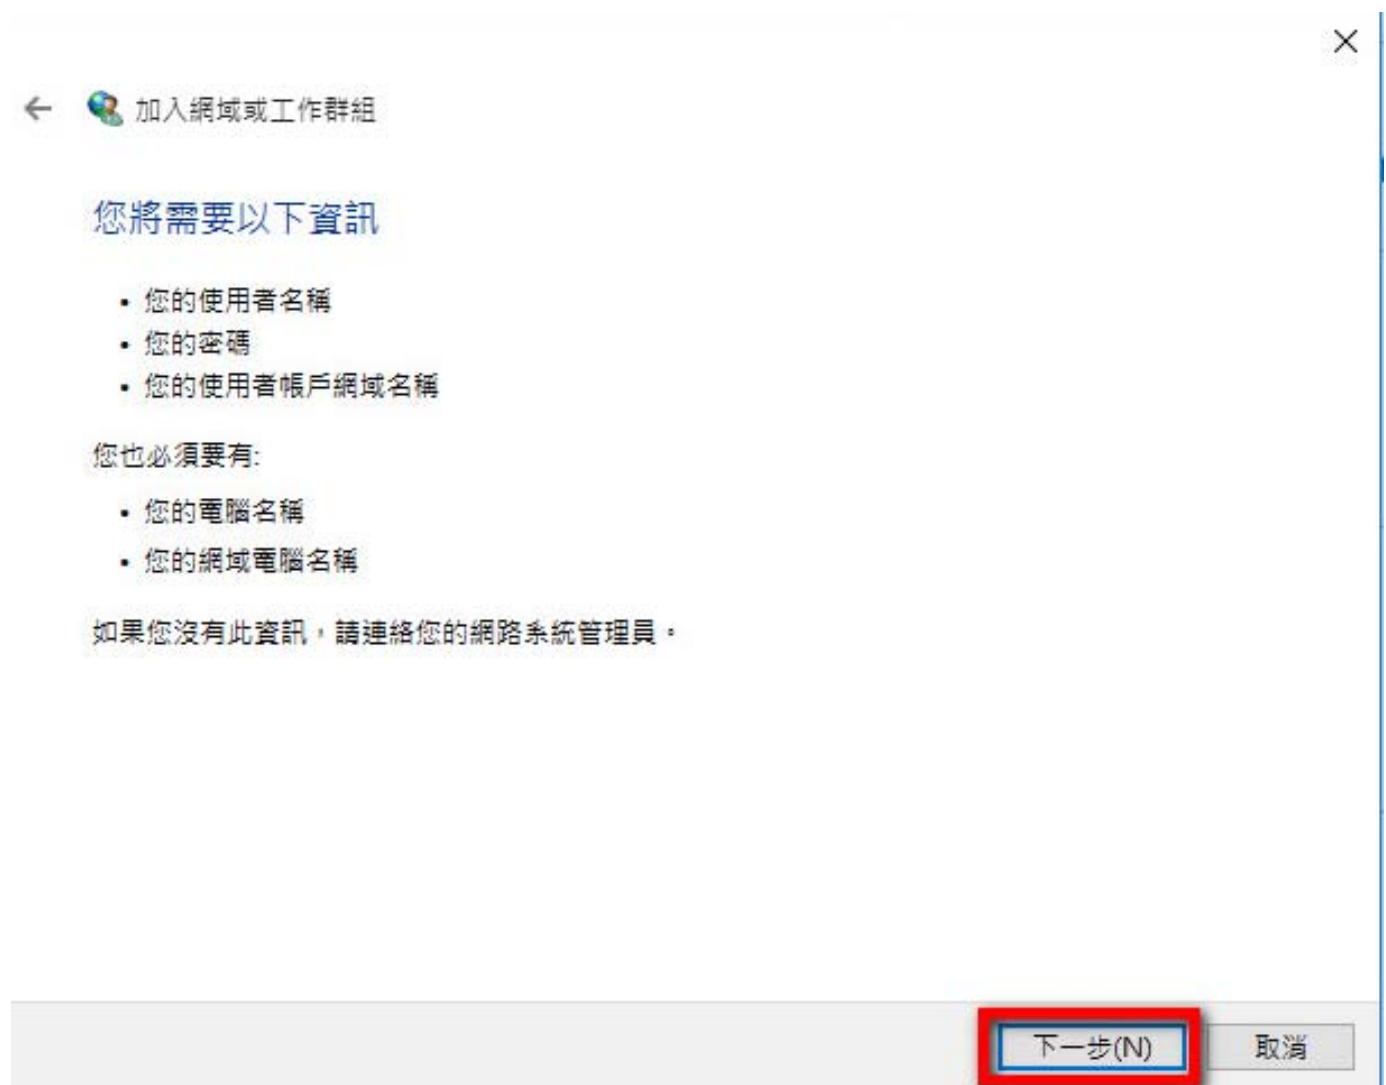 加入網域或工作群組
您將需要以下資訊
• 您的使用者名稱
• 您的密碼
• 您的使用者帳戶網域名稱
您也必須要有:
• 您的電腦名稱
• 您的網域電腦名稱
如果您沒有此資訊，請連絡您的網路系統管理員。
下一步(N) 取消